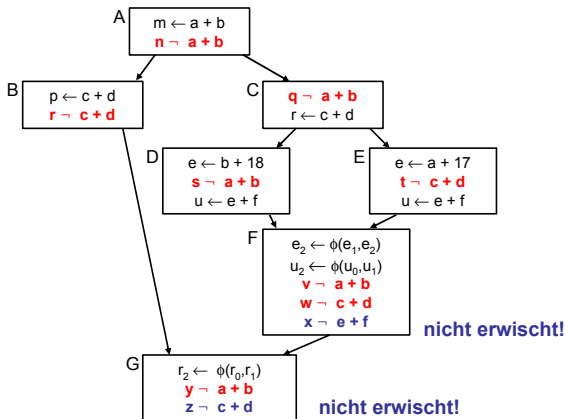 A
m ← a + b
n ¬ a + b
B
p ← c + d
r ¬ c + d
C
q ¬ a + b
r ← c + d
D
e ← b + 18
s ¬ a + b
u ← e + f
E
e ← a + 17
t ¬ c + d
u ← e + f
F
e₂ ← ϕ(e₁,e₂)
u₂ ← ϕ(u₀,u₁)
v ¬ a + b
w ¬ c + d
x ¬ e + f
nicht erwischt!
G
r₂ ← ϕ(r₀,r₁)
y ¬ a + b
z ¬ c + d
nicht erwischt!